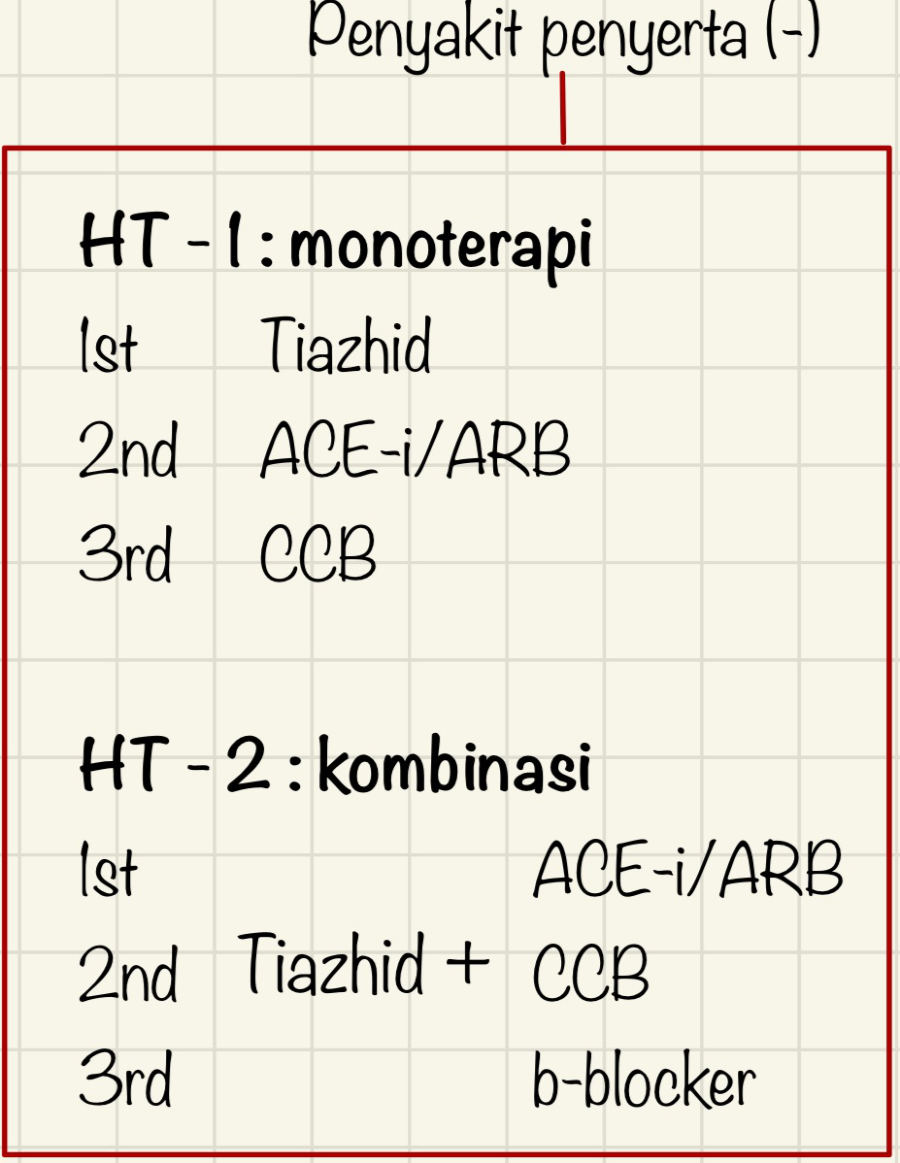 Penyakit penyerta (-)
HT - 1 : monoterapi
1st Tiazhid
2nd ACE-i/ARB
3rd CCB
HT - 2 : kombinasi
1st ACE-i/ARB
2nd Tiazhid + CCB
3rd b-blocker